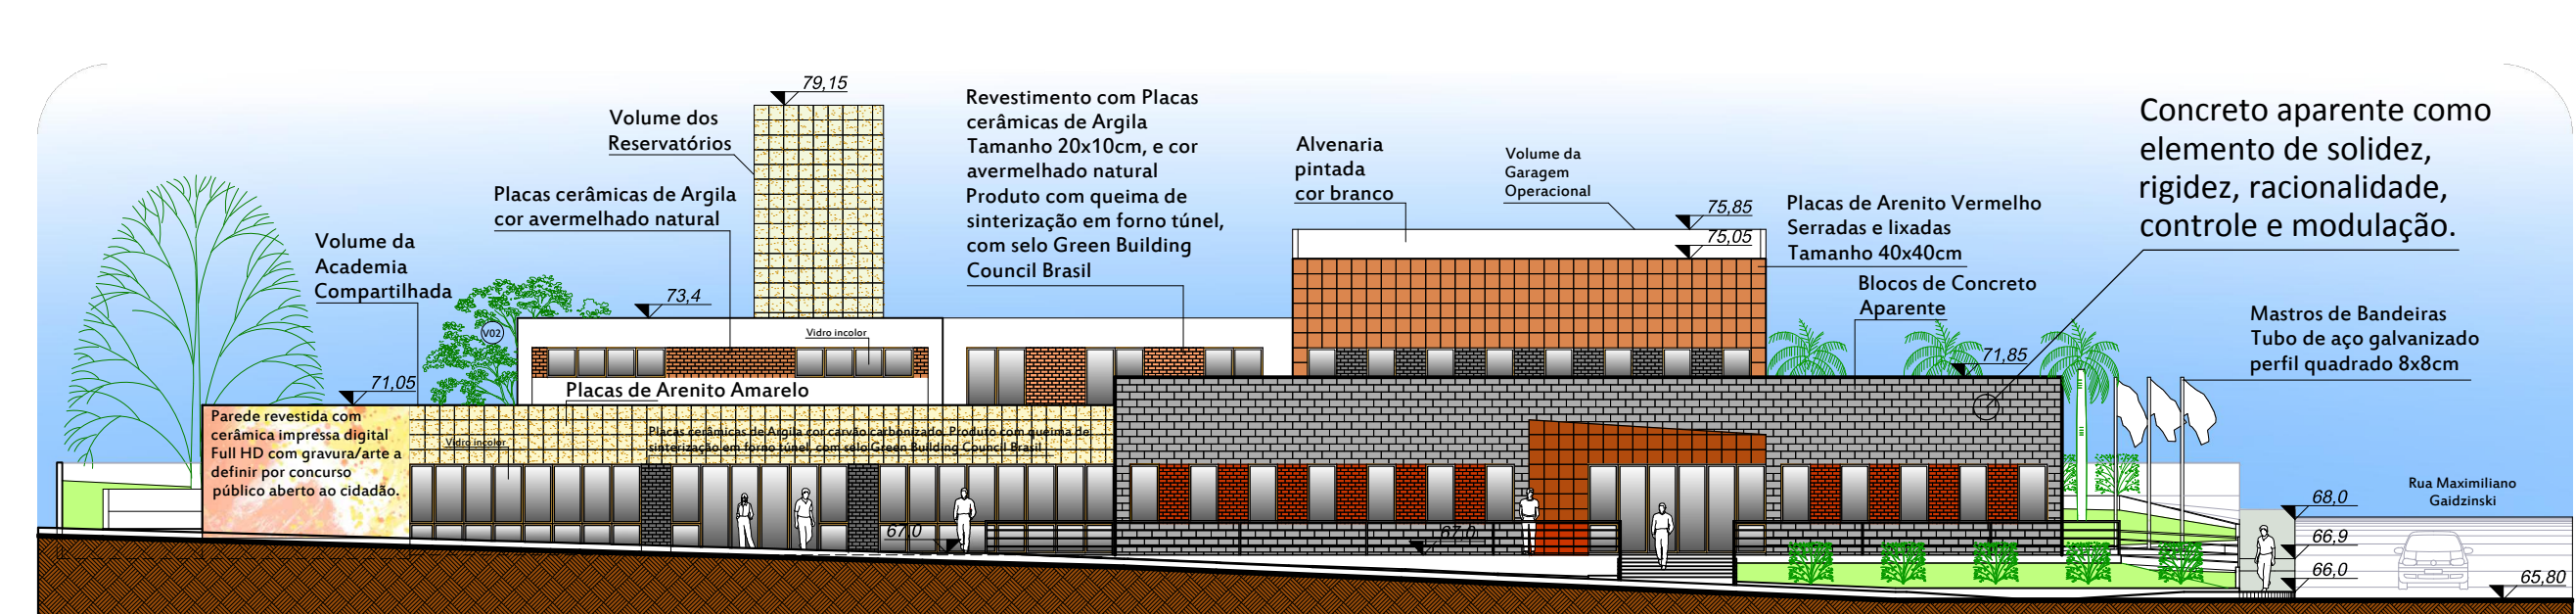 79,15
Volume dos
Reservatórios
Placas cerâmicas de Argila
cor avermelhado natural
Volume da
Academia
Compartilhada
73,4
V02
Vidro incolor
71,05
Placas de Arenito Amarelo
Parede revestida com
cerâmica impressa digital
Full HD com gravura/arte a
definir por concurso
público aberto ao cidadão.
Vidro incolor
Placas cerâmicas de Argila cor carvão carbonizado. Produto com queima de
sinterização em forno túnel, com selo Green Building Council Brasil
67,0
Revestimento com Placas
cerâmicas de Argila
Tamanho 20x10cm, e cor
avermelhado natural
Produto com queima de
sinterização em forno túnel,
com selo Green Building
Council Brasil
Alvenaria
pintada
cor branco
Volume da
Garagem
Operacional
75,85
75,05
Placas de Arenito Vermelho
Serradas e lixadas
Tamanho 40x40cm
Blocos de Concreto
Aparente
71,85
67,0
Concreto aparente como
elemento de solidez,
rigidez, racionalidade,
controle e modulação.
Mastros de Bandeiras
Tubo de aço galvanizado
perfil quadrado 8x8cm
Rua Maximiliano
Gaidzinski
68,0
66,9
66,0
65,80